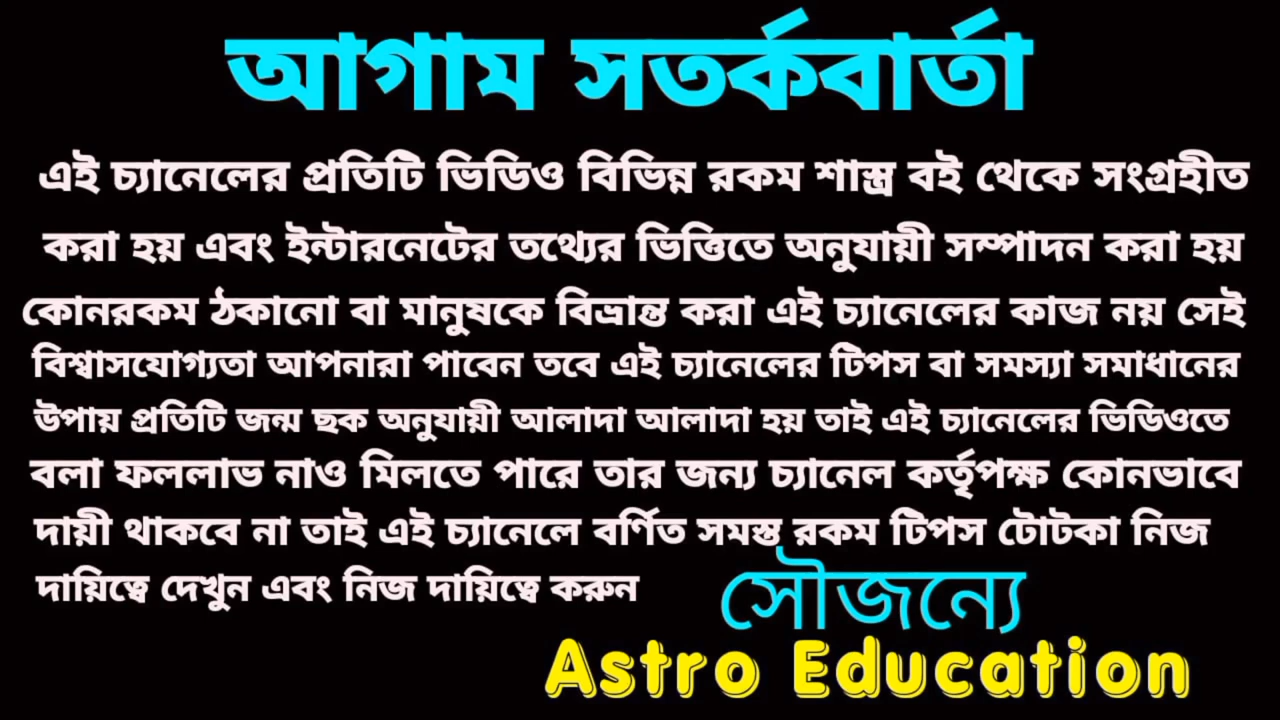 আগাম সতর্কবার্তা
এই চ্যানেলের প্রতিটি ভিডিও বিভিন্ন রকম শাস্ত্র বই থেকে সংগ্রহীত
করা হয় এবং ইন্টারনেটের তথ্যের ভিত্তিতে অনুযায়ী সম্পাদন করা হয়
কোনরকম ঠকানো বা মানুষকে বিভ্রান্ত করা এই চ্যানেলের কাজ নয় সেই
বিশ্বাসযোগ্যতা আপনারা পাবেন তবে এই চ্যানেলের টিপস বা সমস্যা সমাধানের
উপায় প্রতিটি জন্ম ছক অনুযায়ী আলাদা আলাদা হয় তাই এই চ্যানেলের ভিডিওতে
বলা ফললাভ নাও মিলতে পারে তার জন্য চ্যানেল কর্তৃপক্ষ কোনভাবে
দায়ী থাকবে না তাই এই চ্যানেলে বর্ণিত সমস্ত রকম টিপস টোটকা নিজ
দায়িত্বে দেখুন এবং নিজ দায়িত্বে করুন
সৌজন্যে
Astro Education